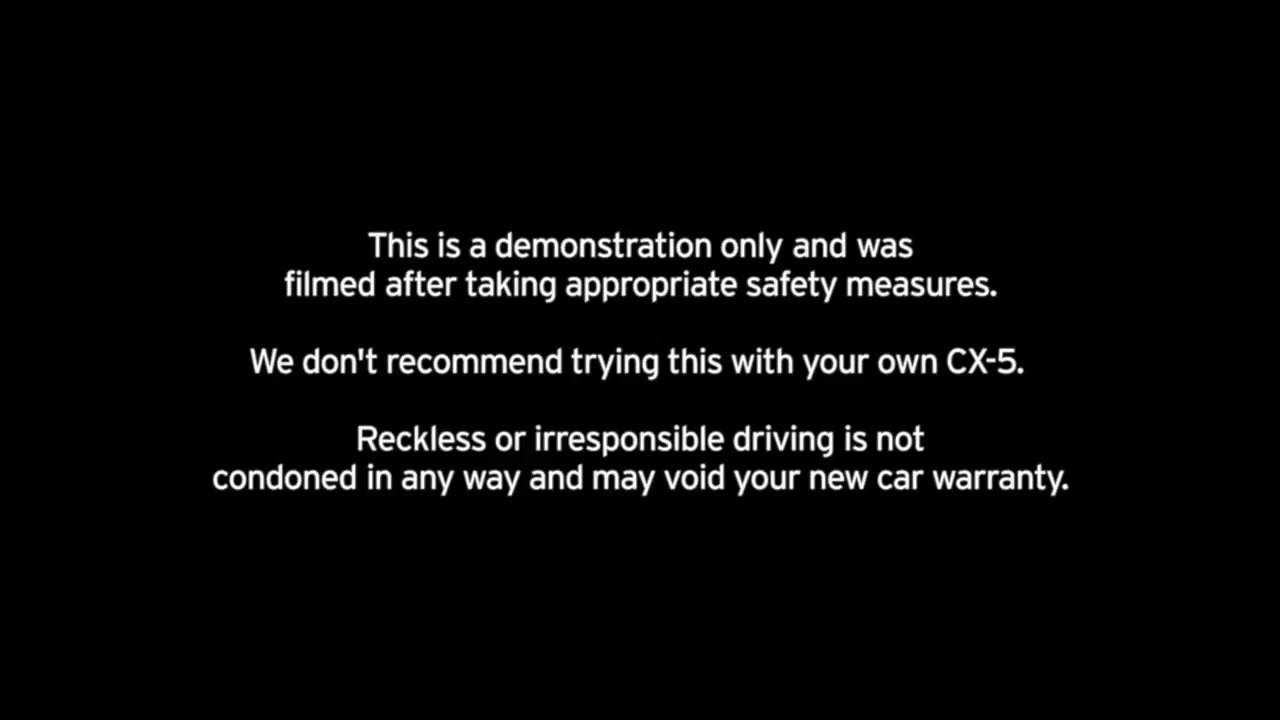 This is a demonstration only and was
filmed after taking appropriate safety measures.
We don't recommend trying this with your own CX-5.
Reckless or irresponsible driving is not
condoned in any way and may void your new car warranty.